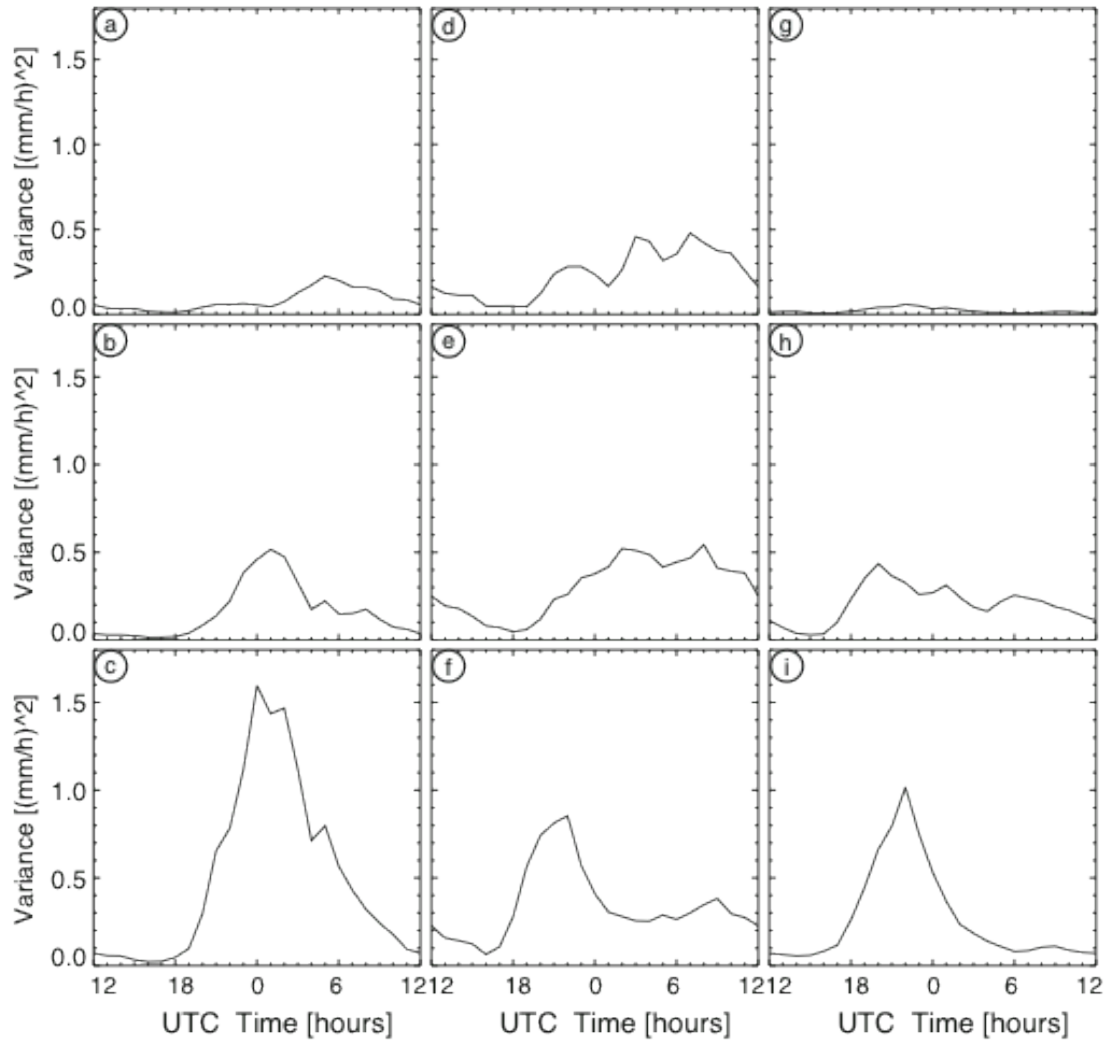 a
d
g
1.5
1.0
0.5
0.0
Variance [(mm/h)^2]
b
e
h
1.5
1.0
0.5
0.0
Variance [(mm/h)^2]
c
f
i
1.5
1.0
0.5
0.0
Variance [(mm/h)^2]
12 18 0 6 12 18 0 6 12 18 0 6 12
UTC Time [hours] UTC Time [hours] UTC Time [hours]